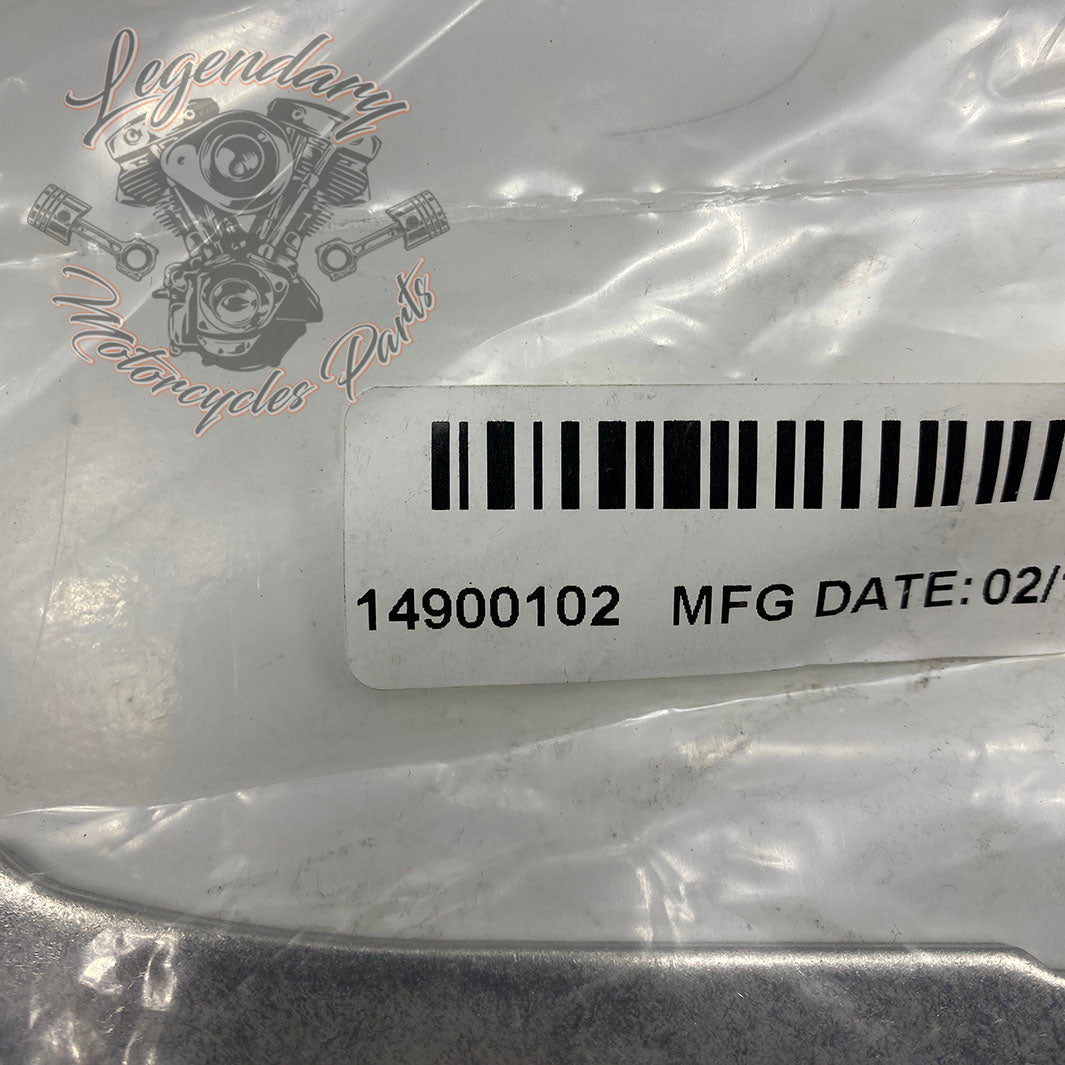 Legendary
Motorcycles Parts
14900102 MFG DATE: 02/